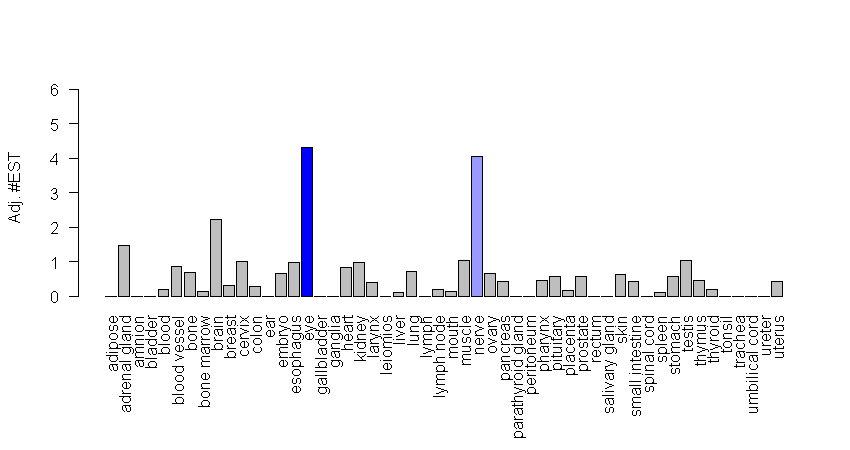 6
5
4
3
2
1
0
Adj. #EST
adipose
adrenal gland
amnion
bladder
blood
blood vessel
bone
bone marrow
brain
breast
cervix
colon
ear
embryo
esophagus
eye
gallbladder
ganglia
heart
kidney
larynx
leiomios
liver
lung
lymph
lymph node
mouth
muscle
nerve
ovary
pancreas
parathyroid gland
peritoneum
pharynx
pituitary
placenta
prostate
rectum
salivary gland
skin
small intestine
spinal cord
spleen
stomach
testis
thymus
thyroid
tonsil
trachea
umbilical cord
ureter
uterus